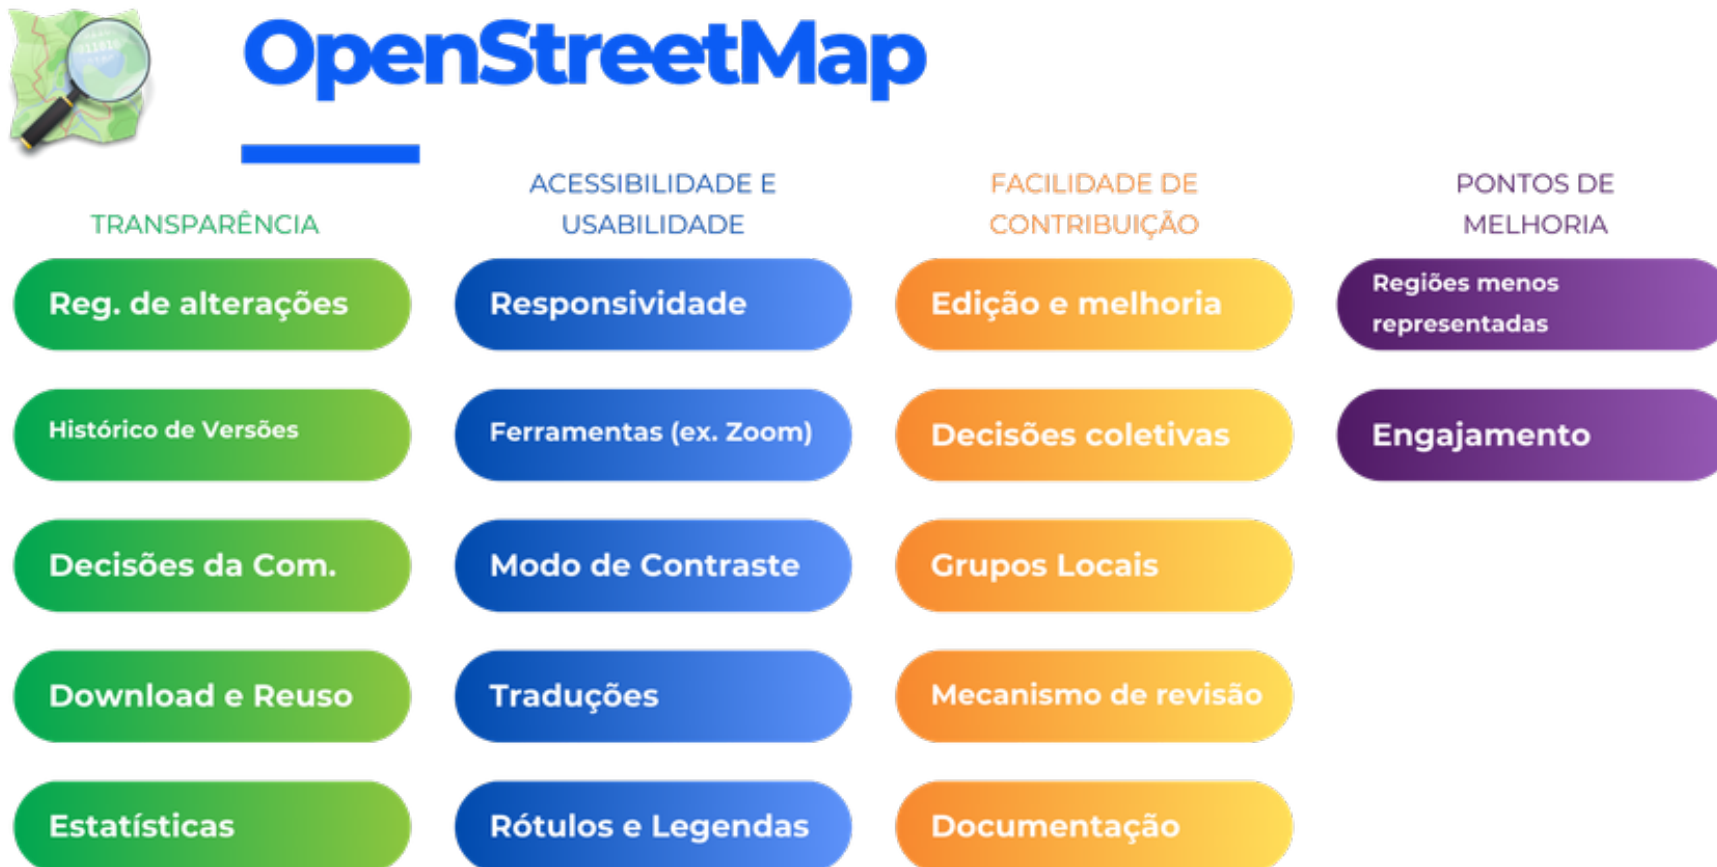 OpenStreetMap
TRANSPARÊNCIA
Reg. de alterações
Histórico de Versões
Decisões da Com.
Download e Reuso
Estatísticas
ACESSIBILIDADE E
USABILIDADE
Responsividade
Ferramentas (ex. Zoom)
Modo de Contraste
Traduções
Rótulos e Legendas
FACILIDADE DE
CONTRIBUIÇÃO
Edição e melhoria
Decisões coletivas
Grupos Locais
Mecanismo de revisão
Documentação
PONTOS DE
MELHORIA
Regiões menos
representadas
Engajamento